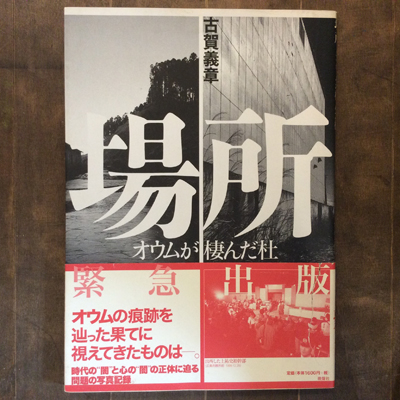 古賀義章
場所
オウムが棲んだ杜
緊急出版
オウムの痕跡を
辿った果てに
視えてきたものは―。
時代の"闇"と心の"闇"の正体に迫る
問題の写真記録